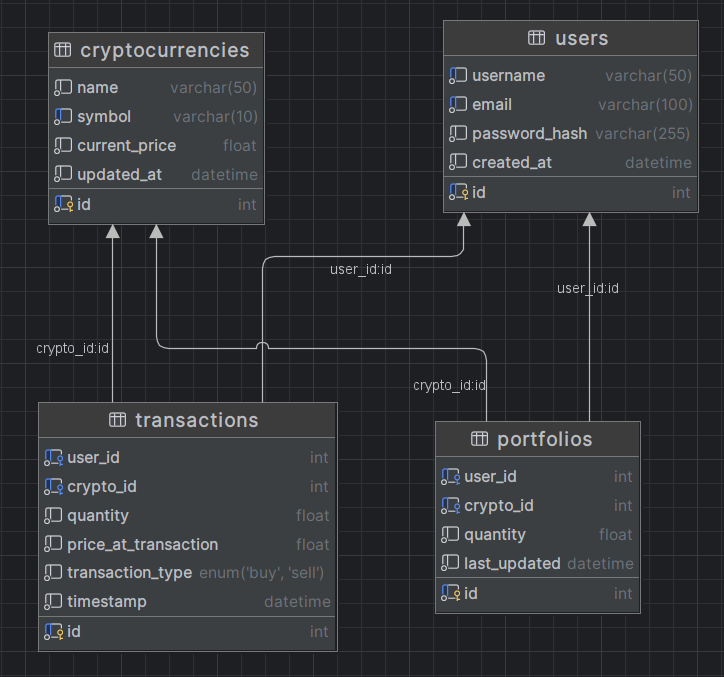 cryptocurrencies
name varchar(50)
symbol varchar(10)
current_price float
updated_at datetime
id int
users
username varchar(50)
email varchar(100)
password_hash varchar(255)
created_at datetime
id int
user_id:id
user_id:id
crypto_id:id
crypto_id:id
transactions
user_id int
crypto_id int
quantity float
price_at_transaction float
transaction_type enum('buy', 'sell')
timestamp datetime
id int
portfolios
user_id int
crypto_id int
quantity float
last_updated datetime
id int